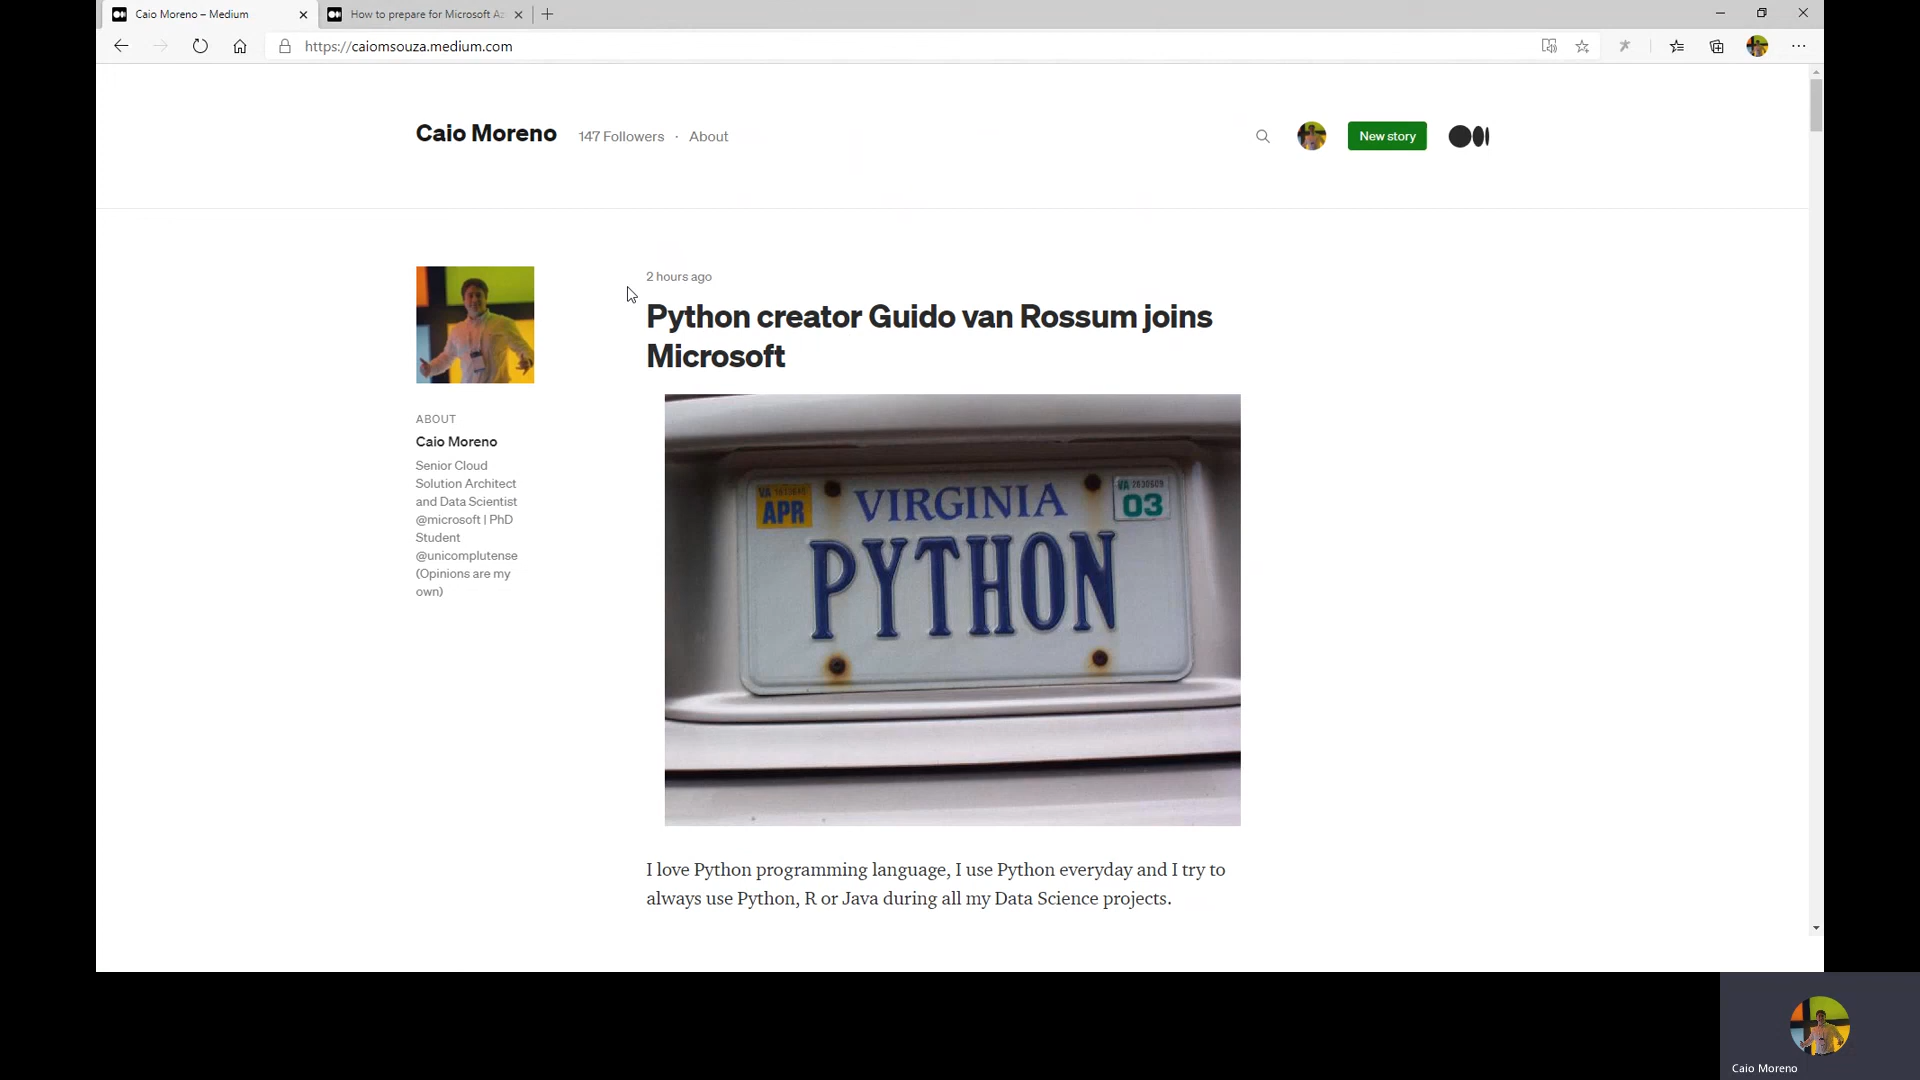 Caio Moreno – Medium
How to prepare for Microsoft Az
https://caiomsouza.medium.com
Caio Moreno
147 Followers · About
New story
2 hours ago
Python creator Guido van Rossum joins
Microsoft
ABOUT
Caio Moreno
Senior Cloud
Solution Architect
and Data Scientist
@microsoft | PhD
Student
@unicomplutense
(Opinions are my
own)
VA
APR
VIRGINIA
VA
03
PYTHON
I love Python programming language, I use Python everyday and I try to
always use Python, R or Java during all my Data Science projects.
Caio Moreno